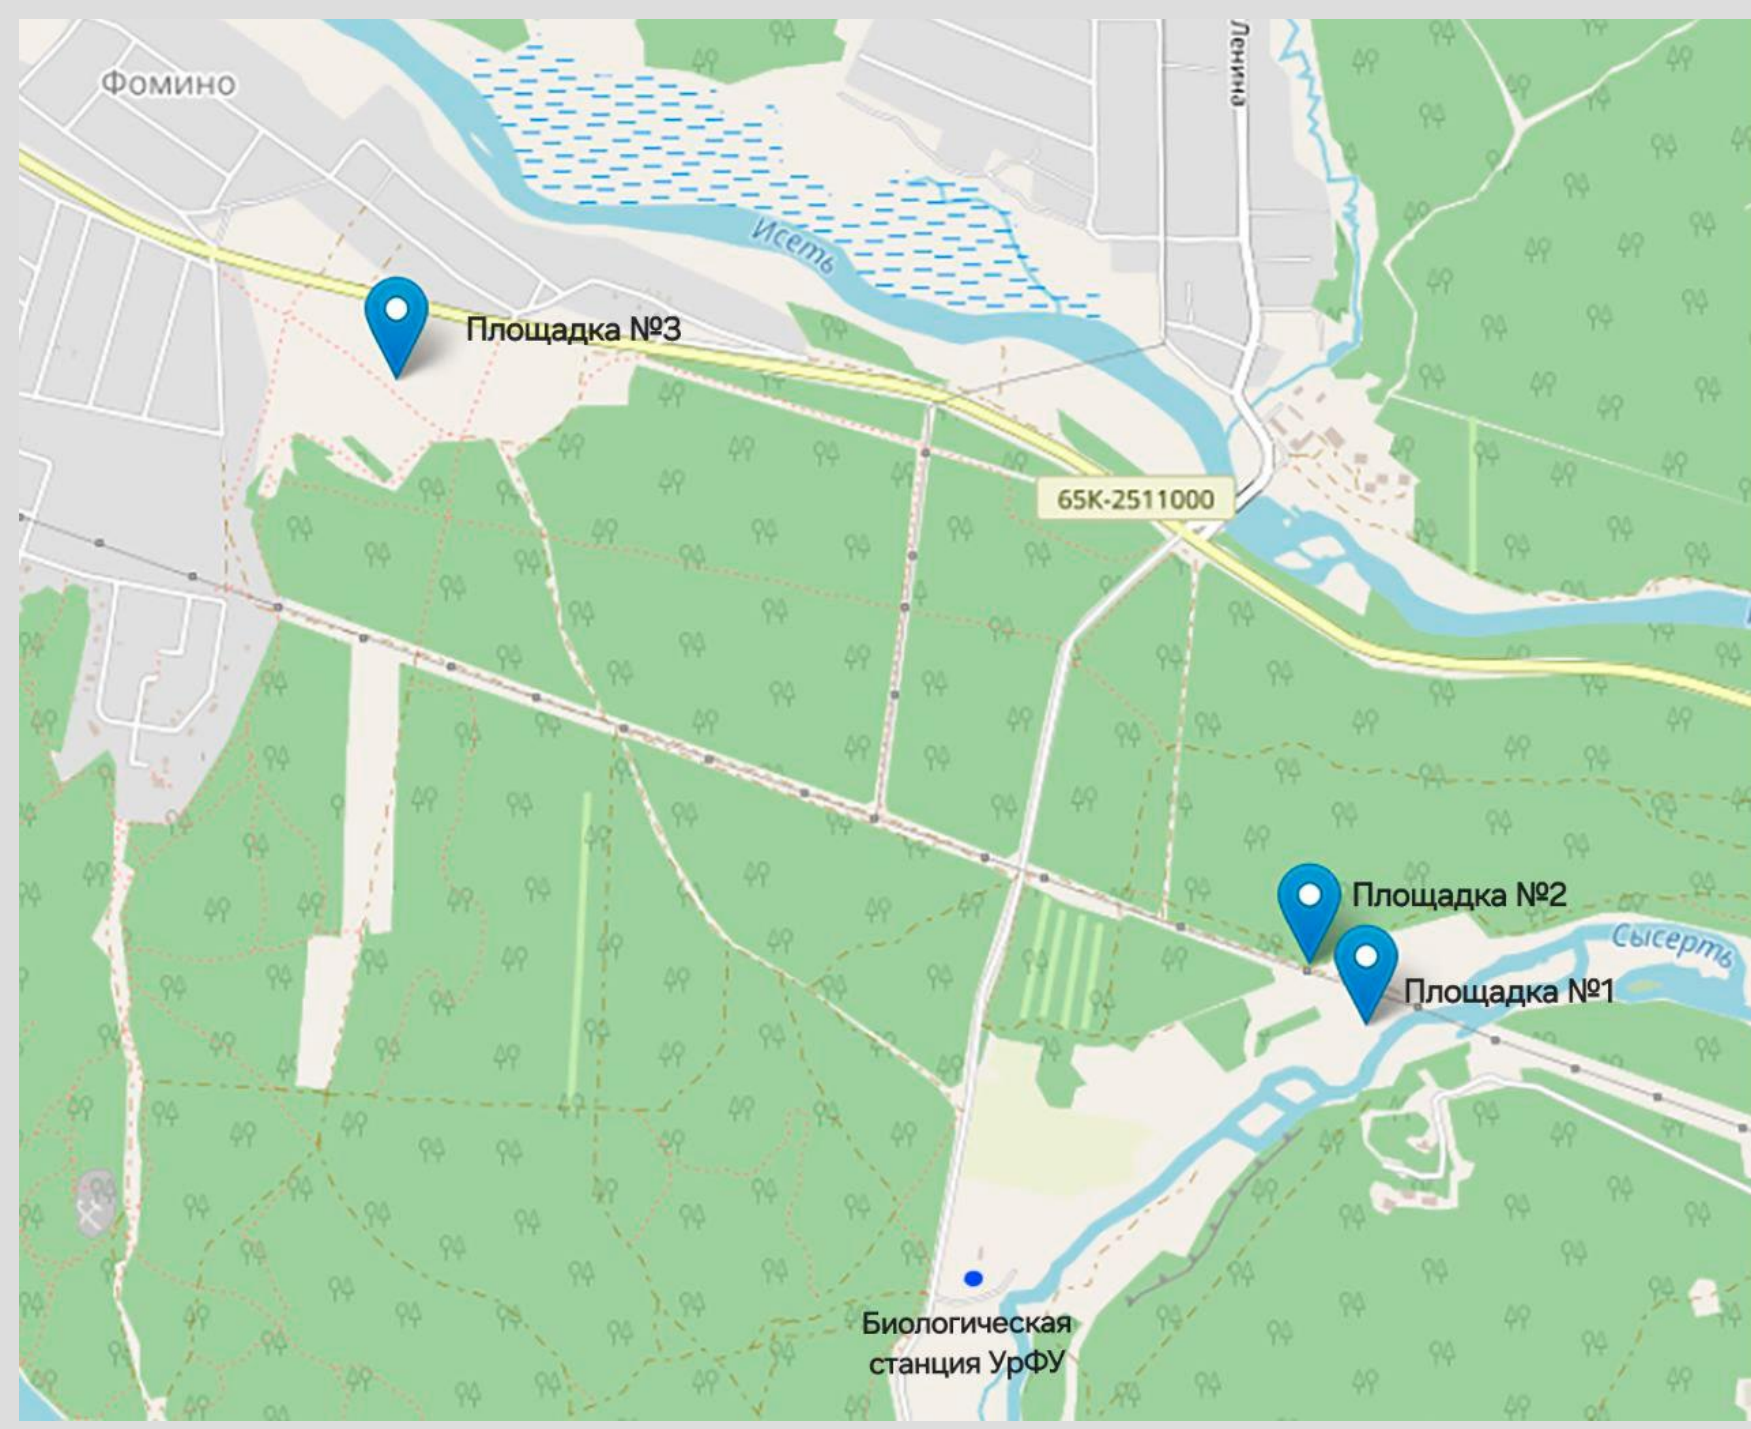 Фомино
Ленина
Исеть
Площадка №3
65К-2511000
Площадка №2
Сысерть
Площадка №1
Биологическая
станция УрФУ